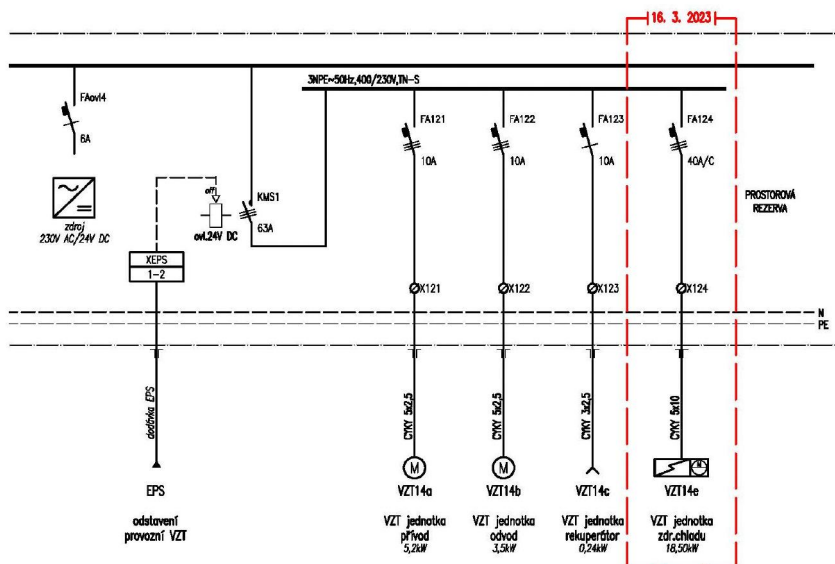 16. 3. 2023
3NPE~50Hz,400/230V,TN-S
FAovl4
6A
FA121
10A
FA122
10A
FA123
10A
FA124
40A/C
PROSTOROVÁ
REZERVA
off
KMS1
63A
ovl.24V DC
zdroj
230V AC/24V DC
XEPS
1-2
X121
X122
X123
X124
N
PE
dodávka EPS
CYKY 5x2,5
CYKY 5x2,5
CYKY 3x2,5
CYKY 5x10
M
M
M
EPS
VZT14a
VZT14b
VZT14c
VZT14e
odstavení
provozní VZT
VZT jednotka
přívod
5,2kW
VZT jednotka
odvod
3,5kW
VZT jednotka
rekuperátor
0,24kW
VZT jednotka
zdr.chladu
18,50kW